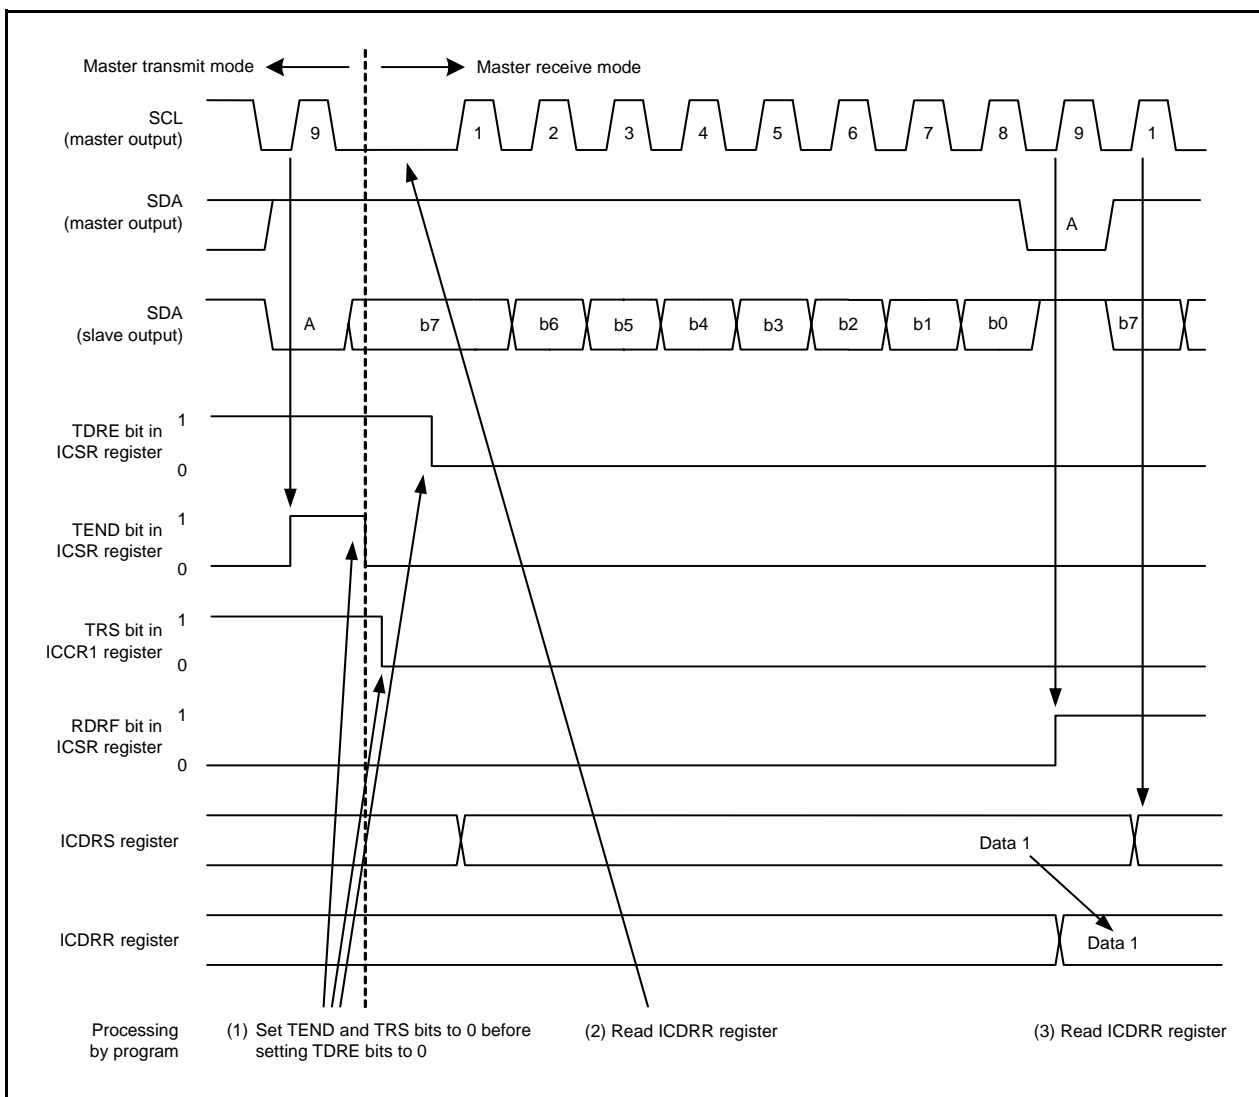 Master transmit mode
Master receive mode
SCL
(master output)
9
1
2
3
4
5
6
7
8
9
1
SDA
(master output)
A
SDA
(slave output)
A
b7
b6
b5
b4
b3
b2
b1
b0
b7
TDRE bit in
ICSR register
1
0
TEND bit in
ICSR register
1
0
TRS bit in
ICCR1 register
1
0
RDRF bit in
ICSR register
1
0
ICDRS register
Data 1
ICDRR register
Data 1
Processing
by program
(1) Set TEND and TRS bits to 0 before
setting TDRE bits to 0
(2) Read ICDRR register
(3) Read ICDRR register